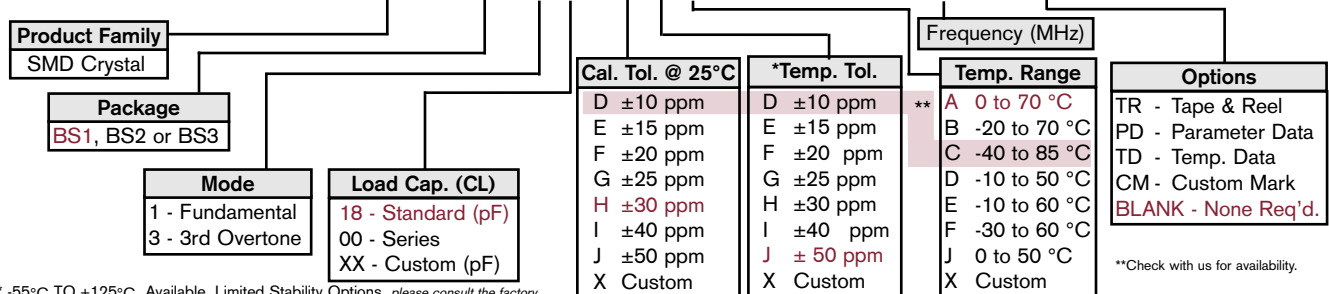 Product Family
SMD Crystal
Package
BS1, BS2 or BS3
Mode
1 - Fundamental
3 - 3rd Overtone
Load Cap. (CL)
18 - Standard (pF)
00 - Series
XX - Custom (pF)
Cal. Tol. @ 25°C
D ±10 ppm
E ±15 ppm
F ±20 ppm
G ±25 ppm
H ±30 ppm
I ±40 ppm
J ±50 ppm
X Custom
*Temp. Tol.
D ±10 ppm
E ±15 ppm
F ±20 ppm
G ±25 ppm
H ±30 ppm
I ±40 ppm
J ± 50 ppm
X Custom
Frequency (MHz)
Temp. Range
** A 0 to 70 °C
B -20 to 70 °C
C -40 to 85 °C
D -10 to 50 °C
E -10 to 60 °C
F -30 to 60 °C
J 0 to 50 °C
X Custom
Options
TR - Tape & Reel
PD - Parameter Data
TD - Temp. Data
CM - Custom Mark
BLANK - None Req'd.
**Check with us for availability.
* -55°C TO +125°C Available, Limited Stability Options, please consult the factory